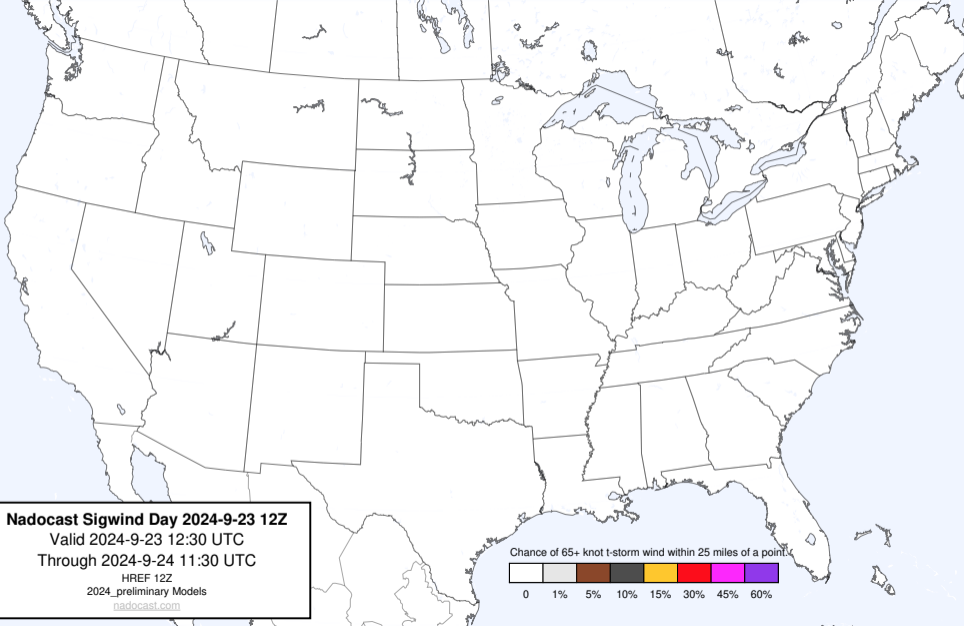 Nadocast Sigwind Day 2024-9-23 12Z
Valid 2024-9-23 12:30 UTC
Through 2024-9-24 11:30 UTC
HREF 12Z
2024_preliminary Models
nadocast.com
Chance of 65+ knot t-storm wind within 25 miles of a point.
0 1% 5% 10% 15% 30% 45% 60%